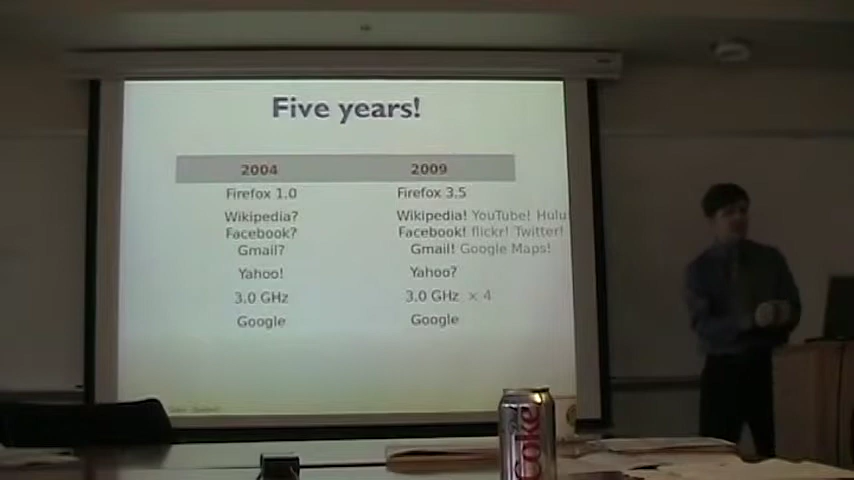 Five years!
2004 2009
Firefox 1.0 Firefox 3.5
Wikipedia? Wikipedia! YouTube! Hulu
Facebook? Facebook! flickr! Twitter!
Gmail? Gmail! Google Maps!
Yahoo! Yahoo?
3.0 GHz 3.0 GHz × 4
Google Google
Coke